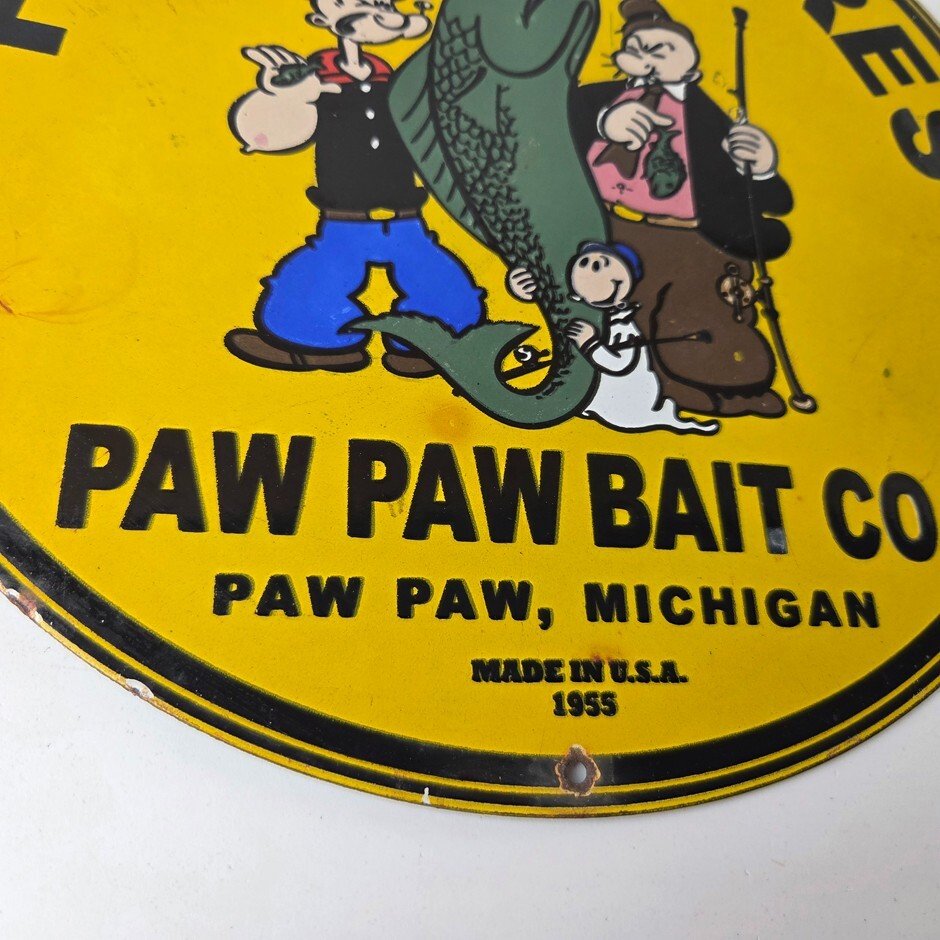 PAW PAW BAIT CO
PAW PAW, MICHIGAN
MADE IN U.S.A.
1955